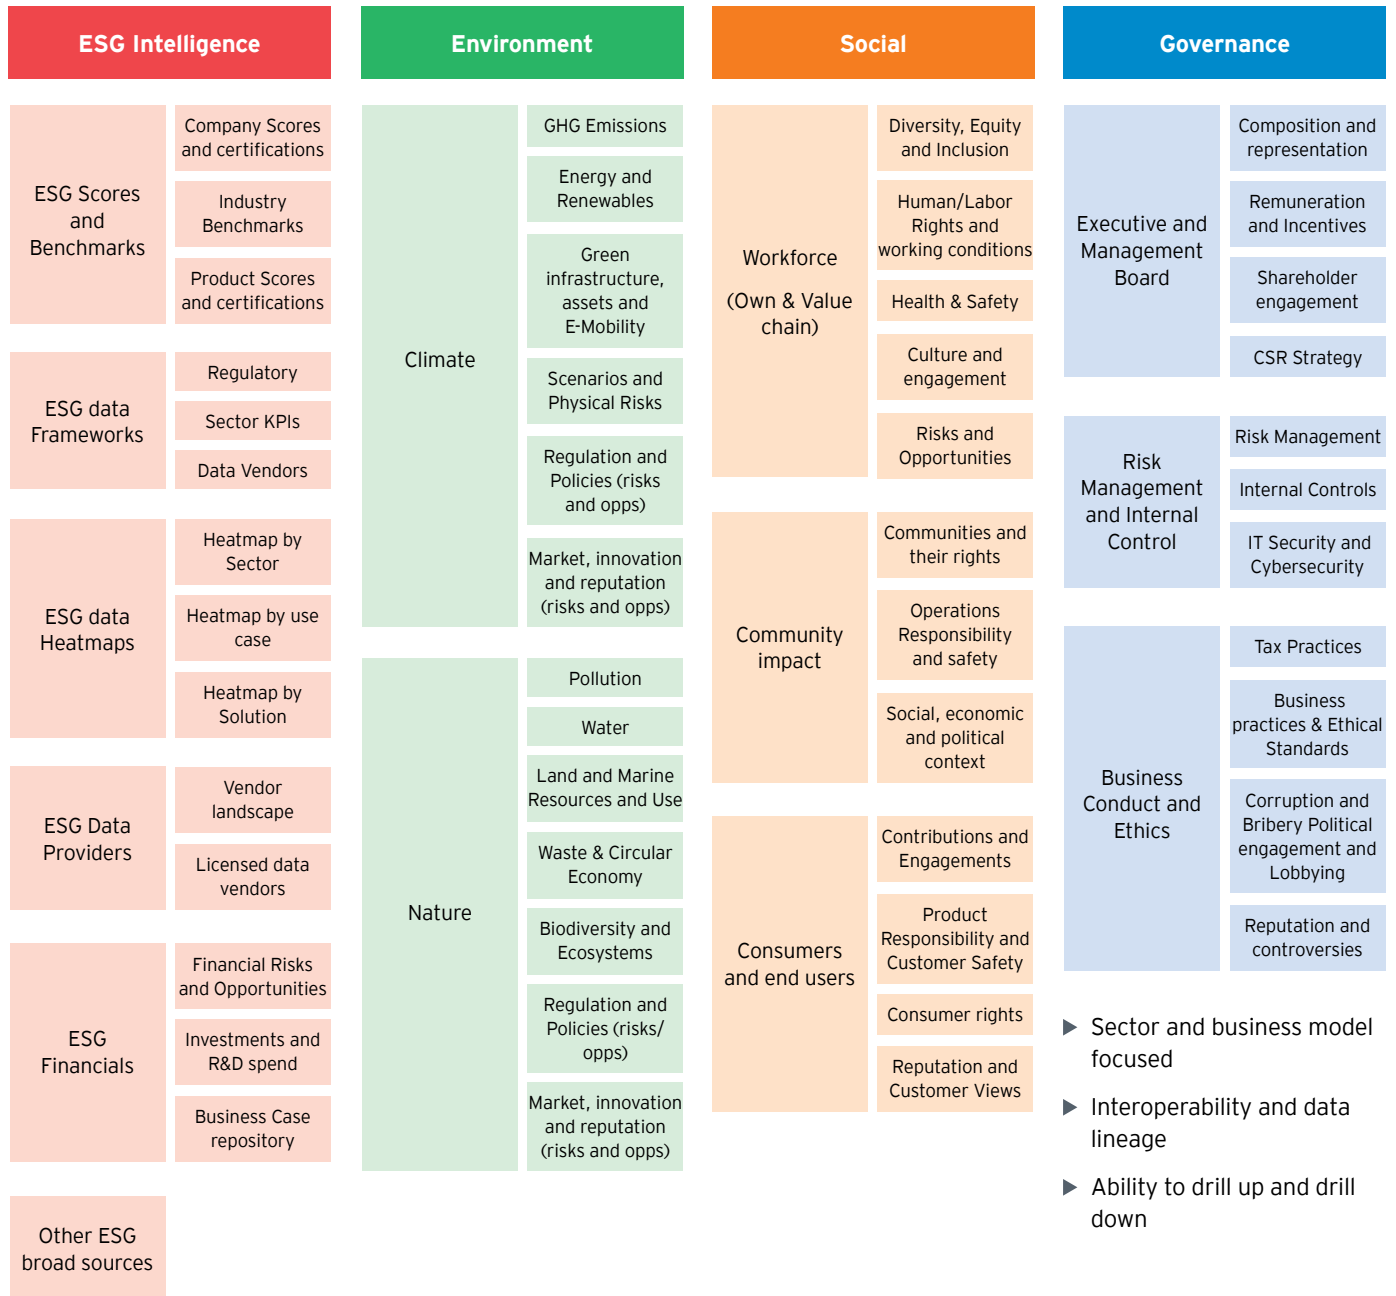 ESG Intelligence
ESG Scores
and
Benchmarks
Company Scores
and certifications
Industry
Benchmarks
Product Scores
and certifications
ESG data
Frameworks
Regulatory
Sector KPIs
Data Vendors
ESG data
Heatmaps
Heatmap by
Sector
Heatmap by use
case
Heatmap by
Solution
ESG Data
Providers
Vendor
landscape
Licensed data
vendors
ESG
Financials
Financial Risks
and Opportunities
Investments and
R&D spend
Business Case
repository
Other ESG
broad sources
Environment
Climate
GHG Emissions
Energy and
Renewables
Green
infrastructure,
assets and
E-Mobility
Scenarios and
Physical Risks
Regulation and
Policies (risks
and opps)
Market, innovation
and reputation
(risks and opps)
Nature
Pollution
Water
Land and Marine
Resources and Use
Waste & Circular
Economy
Biodiversity and
Ecosystems
Regulation and
Policies (risks/
opps)
Market, innovation
and reputation
(risks and opps)
Social
Workforce
(Own & Value
chain)
Diversity, Equity
and Inclusion
Human/Labor
Rights and
working conditions
Health & Safety
Culture and
engagement
Risks and
Opportunities
Community
impact
Communities and
their rights
Operations
Responsibility
and safety
Social, economic
and political
context
Consumers
and end users
Contributions and
Engagements
Product
Responsibility and
Customer Safety
Consumer rights
Reputation and
Customer Views
Governance
Executive and
Management
Board
Composition and
representation
Remuneration
and Incentives
Shareholder
engagement
CSR Strategy
Risk
Management
and Internal
Control
Risk Management
Internal Controls
IT Security and
Cybersecurity
Business
Conduct and
Ethics
Tax Practices
Business
practices & Ethical
Standards
Corruption and
Bribery Political
engagement and
Lobbying
Reputation and
controversies
▶ Sector and business model
focused
▶ Interoperability and data
lineage
▶ Ability to drill up and drill
down